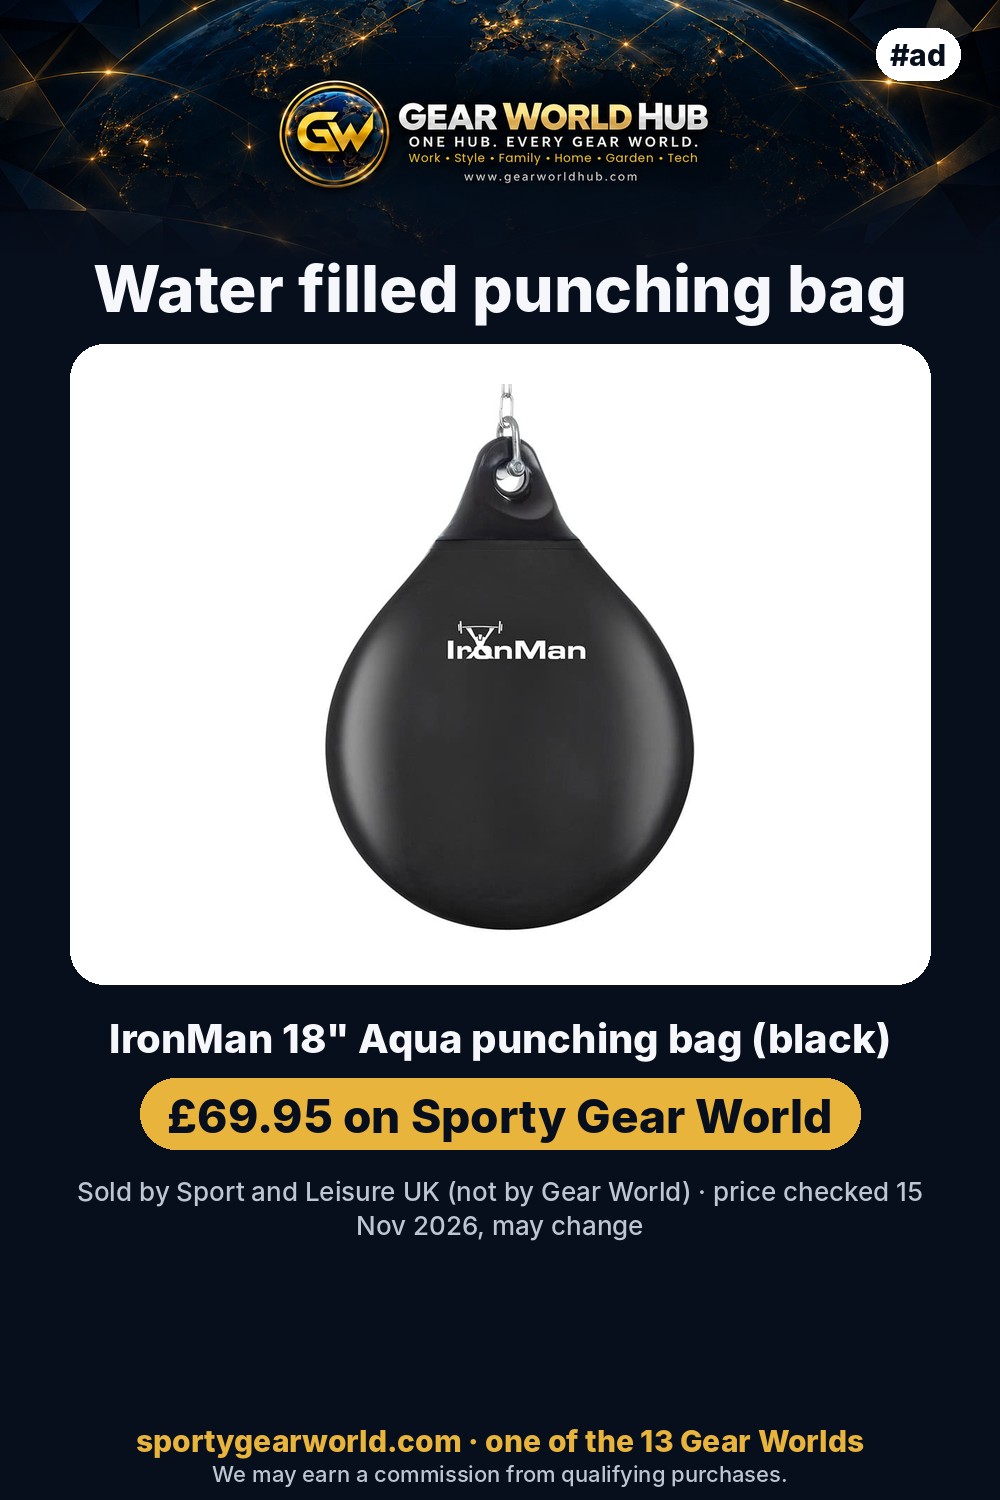 #ad
GW
GEAR WORLD HUB
ONE HUB. EVERY GEAR WORLD.
Work • Style • Family • Home • Garden • Tech
www.gearworldhub.com
Water filled punching bag
IronMan
IronMan 18" Aqua punching bag (black)
£69.95 on Sporty Gear World
Sold by Sport and Leisure UK (not by Gear World) · price checked 15
Nov 2026, may change
sportygearworld.com · one of the 13 Gear Worlds
We may earn a commission from qualifying purchases.